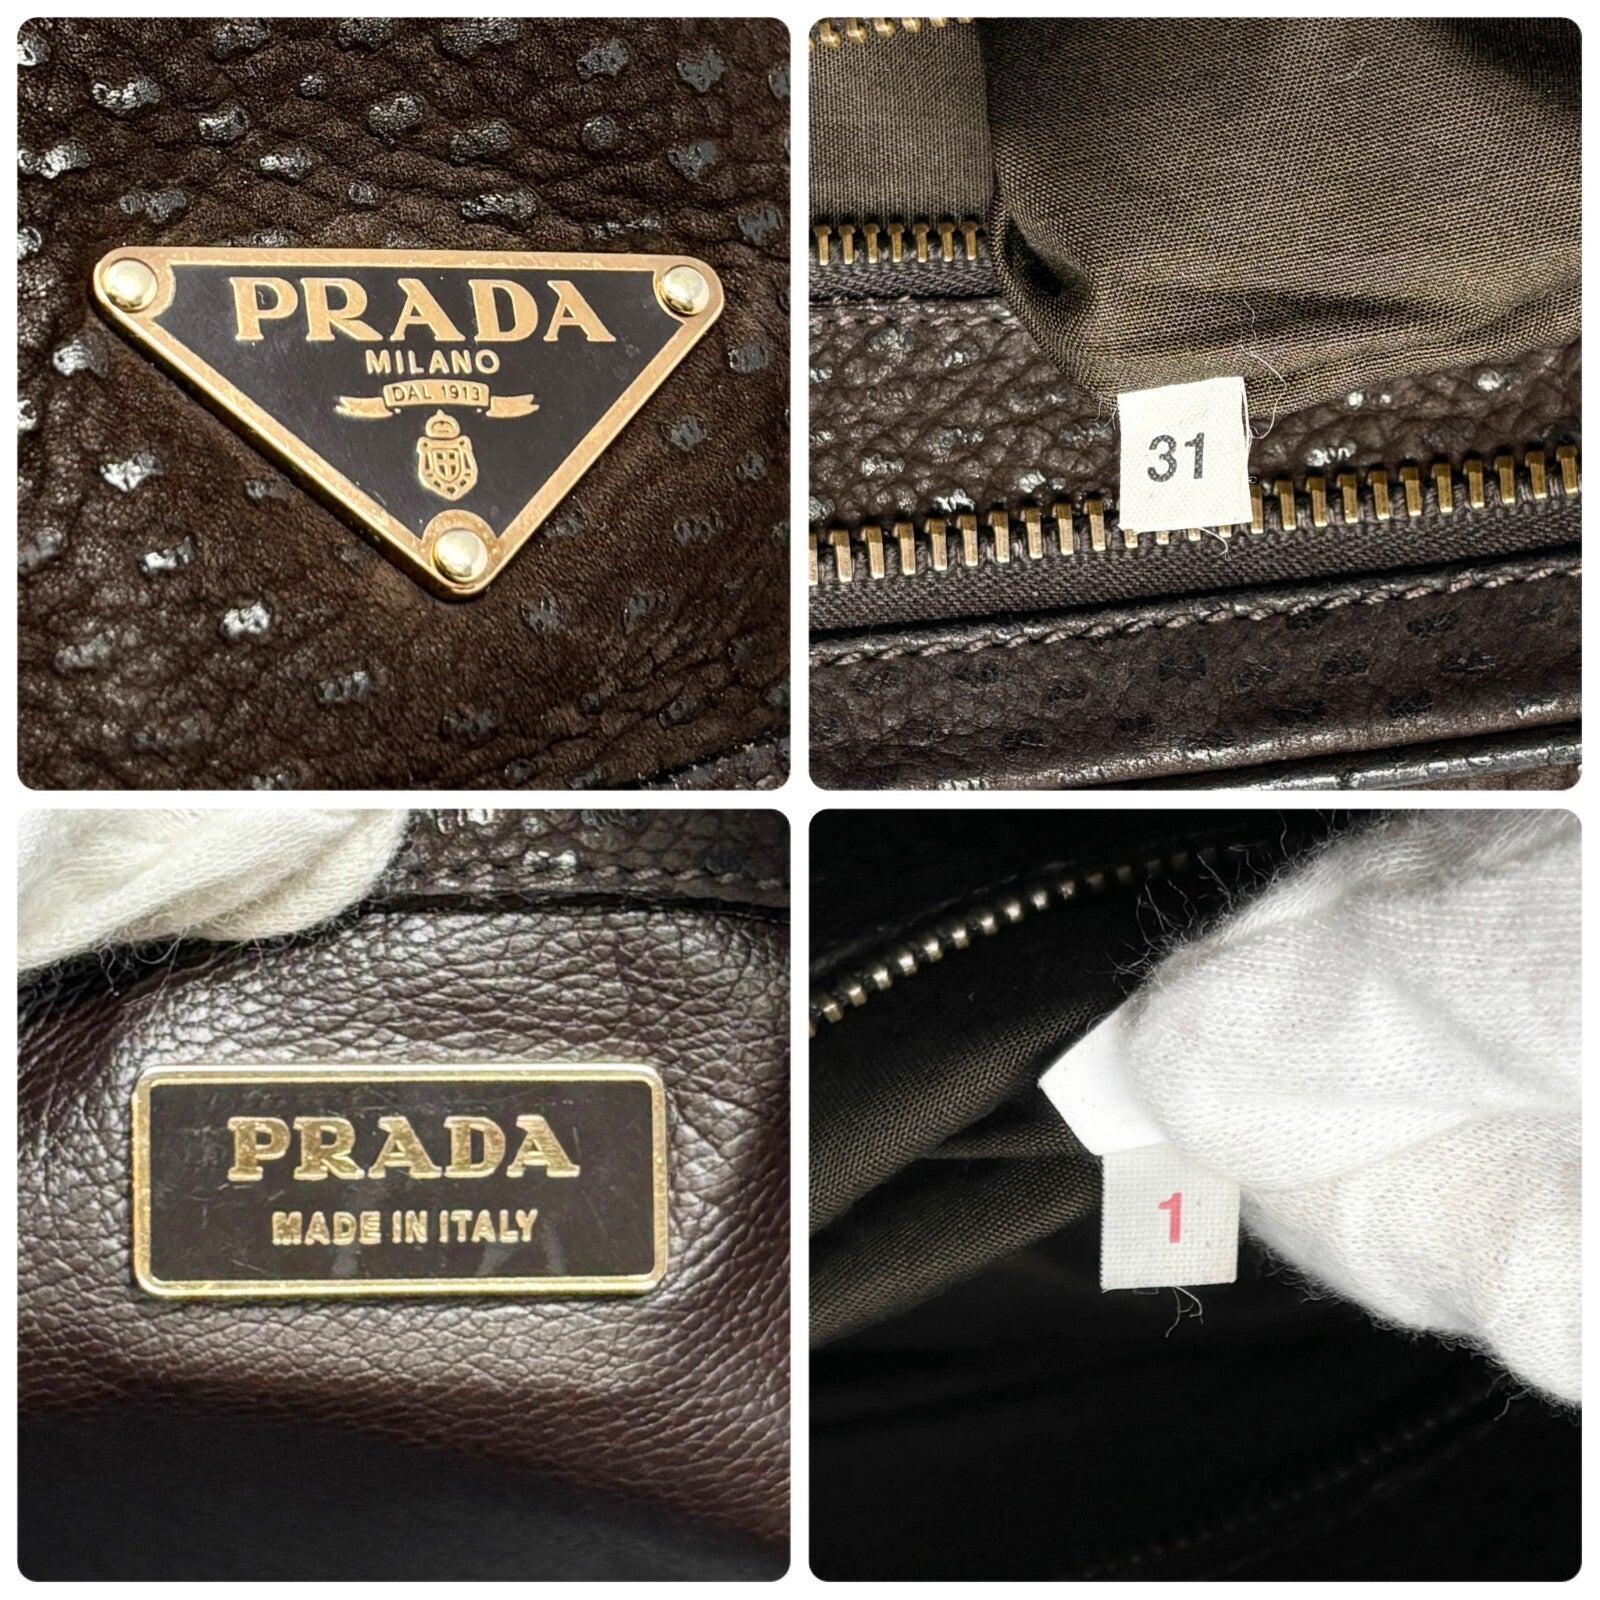 PRADA
MILANO
DAL 1913
31
PRADA
MADE IN ITALY
1